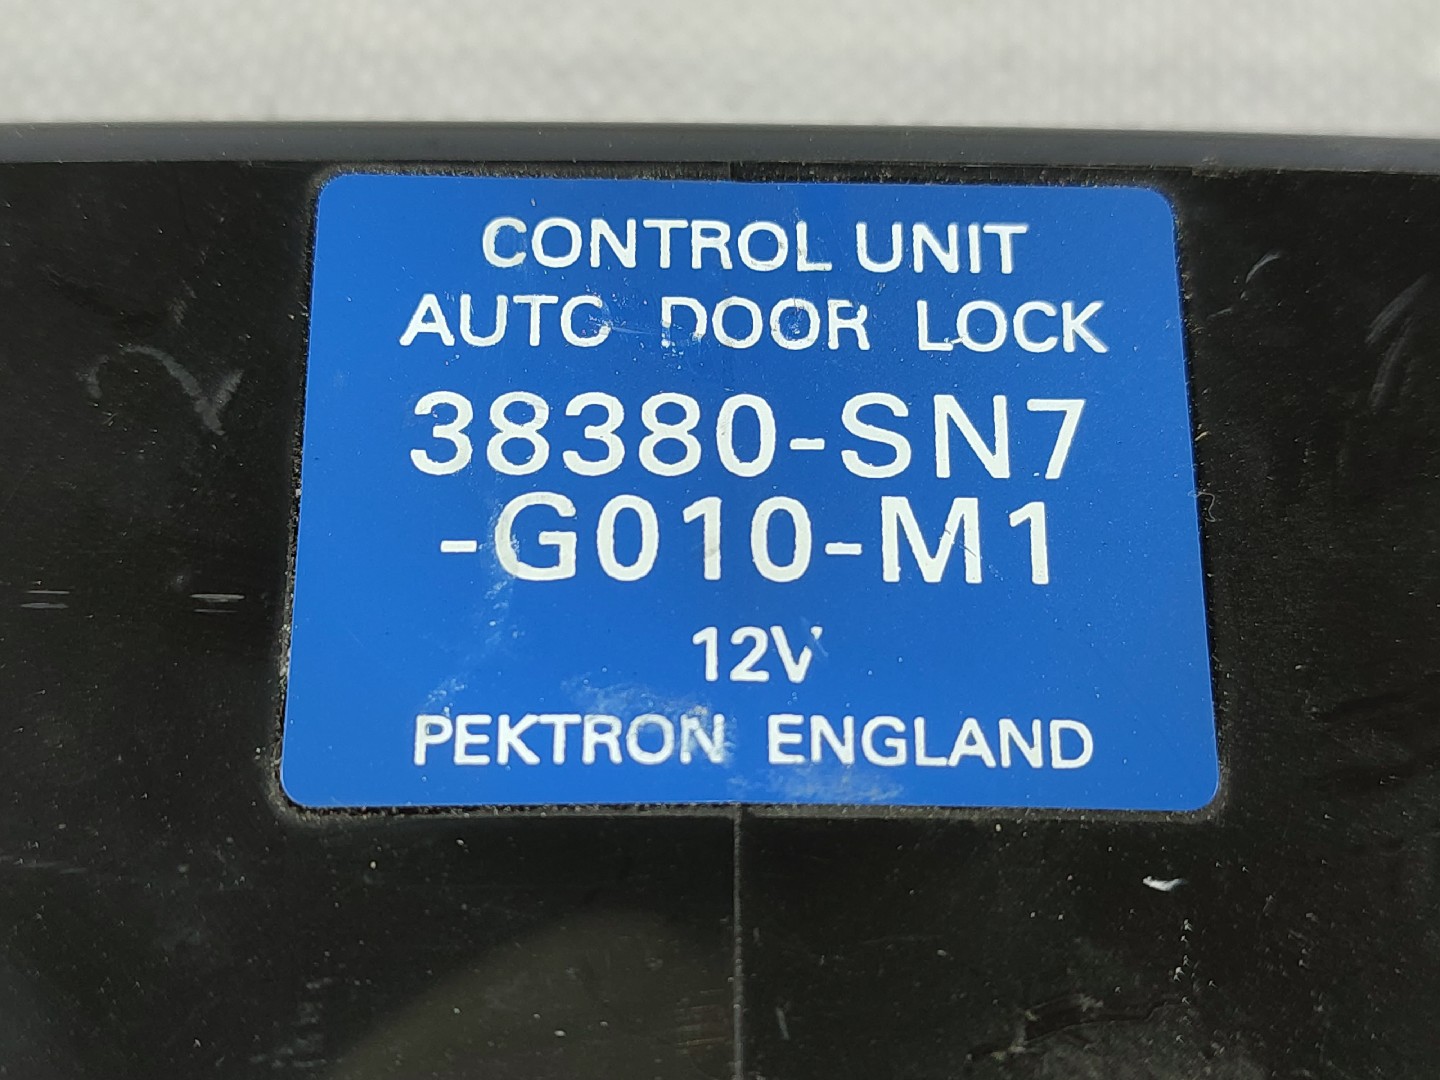 CONTROL UNIT
AUTO DOOR LOCK
38380-SN7
-G010-M1
12V
PEKTRON ENGLAND